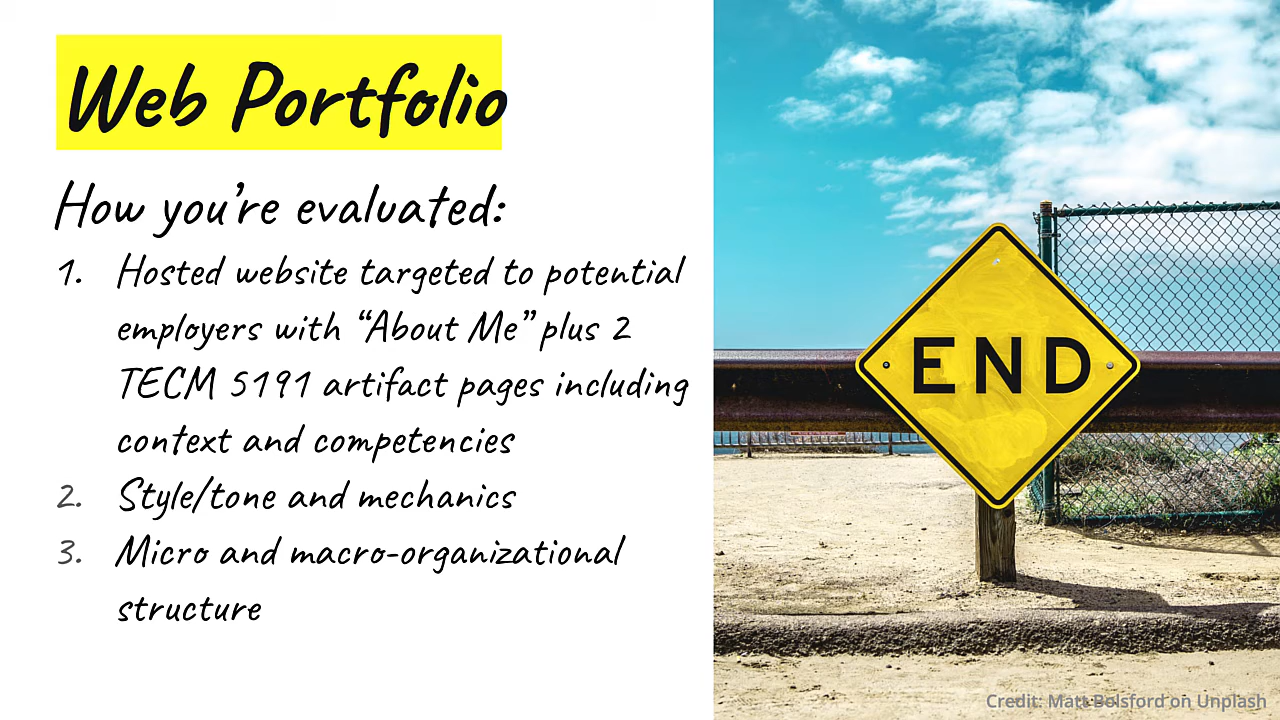 Web Portfolio
How you’re evaluated:
1. Hosted website targeted to potential
employers with “About Me” plus 2
TECM 5191 artifact pages including
context and competencies
2. Style/tone and mechanics
3. Micro and macro-organizational
structure
END
Credit: Matt Bolsford on Unplash